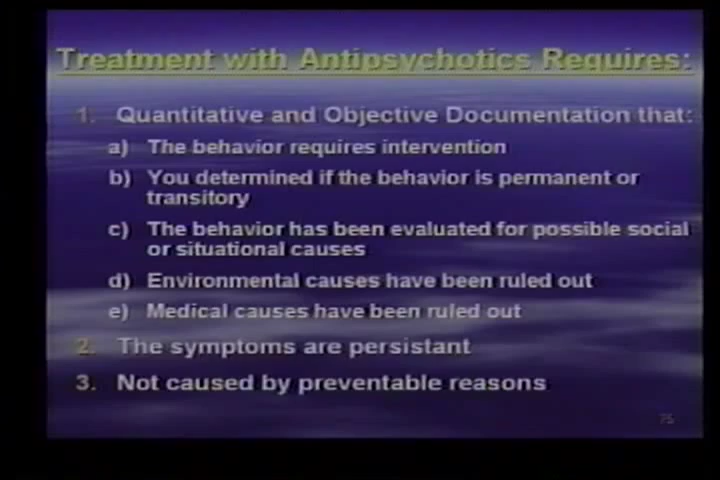 Treatment with Antipsychotics Requires:
1. Quantitative and Objective Documentation that:
a) The behavior requires intervention
b) You determined if the behavior is permanent or
transitory
c) The behavior has been evaluated for possible social
or situational causes
d) Environmental causes have been ruled out
e) Medical causes have been ruled out
2. The symptoms are persistant
3. Not caused by preventable reasons
75